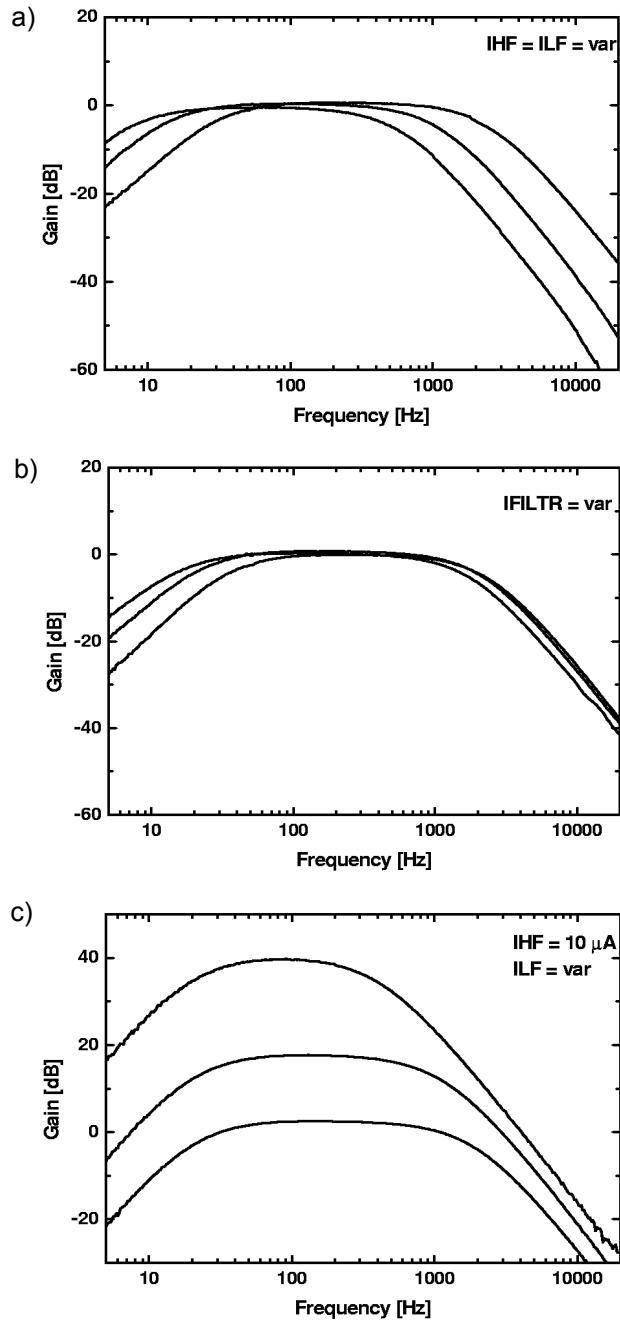 a)
20
IHF = ILF = var
0
-20
-40
-60
Gain [dB]
10
100
1000
10000
Frequency [Hz]
b)
20
IFILTR = var
0
-20
-40
-60
Gain [dB]
10
100
1000
10000
Frequency [Hz]
c)
40
IHF = 10 μA
ILF = var
20
0
-20
Gain [dB]
10
100
1000
10000
Frequency [Hz]